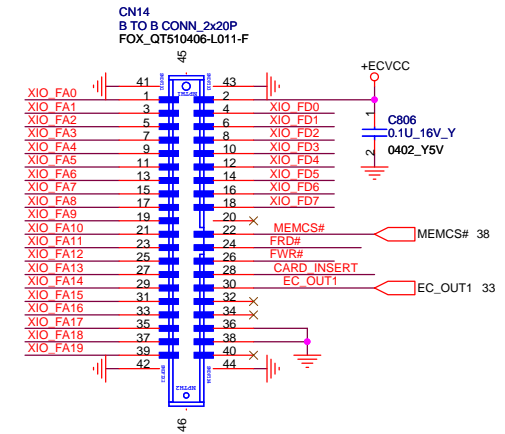 CN14
B TO B CONN_2x20P
FOX_QT510406-L011-F
45
41 43
+ECVCC
XIO_FA0 1 2
XIO_FA1 3 4 XIO_FD0
XIO_FA2 5 6 XIO_FD1
XIO_FA3 7 8 XIO_FD2
XIO_FA4 9 10 XIO_FD3
XIO_FA5 11 12 XIO_FD4
XIO_FA6 13 14 XIO_FD5
XIO_FA7 15 16 XIO_FD6
XIO_FA8 17 18 XIO_FD7
XIO_FA9 19 20
XIO_FA10 21 22 MEMCS# MEMCS# 38
XIO_FA11 23 24 FRD#
XIO_FA12 25 26 FWR#
XIO_FA13 27 28 CARD_INSERT
XIO_FA14 29 30 EC_OUT1 EC_OUT1 33
XIO_FA15 31 32
XIO_FA16 33 34
XIO_FA17 35 36
XIO_FA18 37 38
XIO_FA19 39 40
42 44
46
1
C806
0.1U_16V_Y
2
0402_Y5V